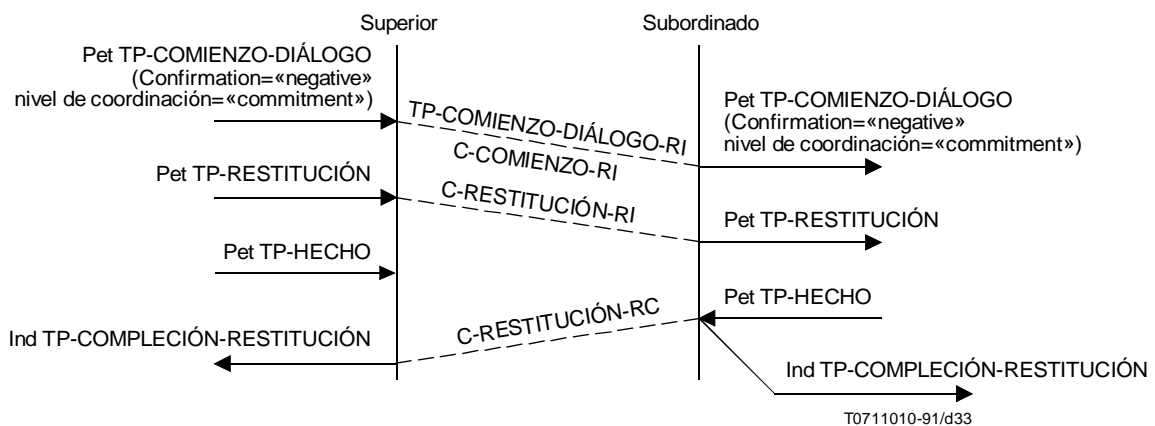 Superior
Subordinado
Pet TP-COMIENZO-DIÁLOGO
(Confirmation=«negative»
nivel de coordinación=«commitment»)
TP-COMIENZO-DIÁLOGO-RI
C-COMIENZO-RI
Pet TP-COMIENZO-DIÁLOGO
(Confirmation=«negative»
nivel de coordinación=«commitment»)
Pet TP-RESTITUCIÓN
C-RESTITUCIÓN-RI
Pet TP-RESTITUCIÓN
Pet TP-HECHO
Pet TP-HECHO
C-RESTITUCIÓN-RC
Ind TP-COMPLECIÓN-RESTITUCIÓN
Ind TP-COMPLECIÓN-RESTITUCIÓN
T0711010-91/d33